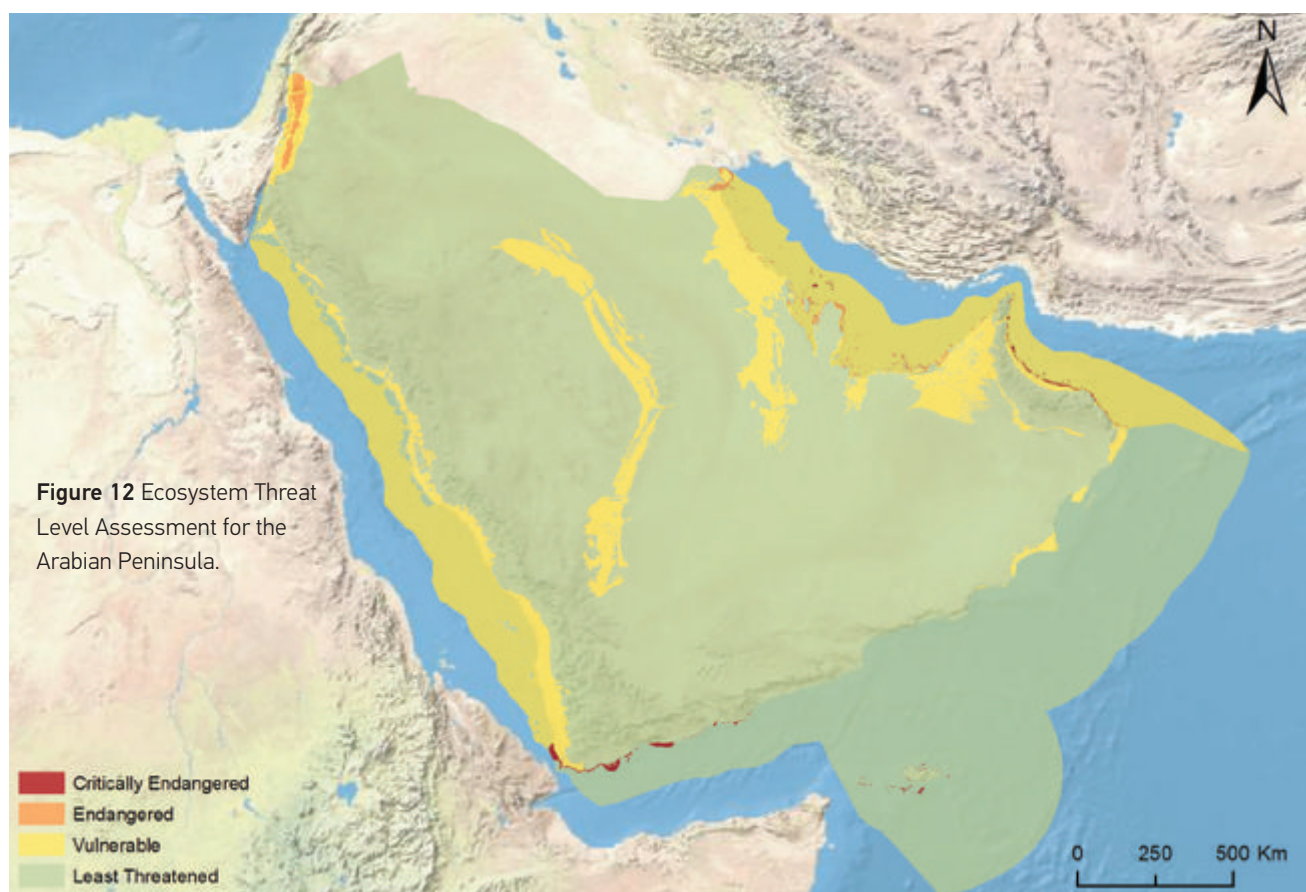 N
Figure 12 Ecosystem Threat
Level Assessment for the
Arabian Peninsula.
Critically Endangered
Endangered
Vulnerable
Least Threatened
0 250 500 Km